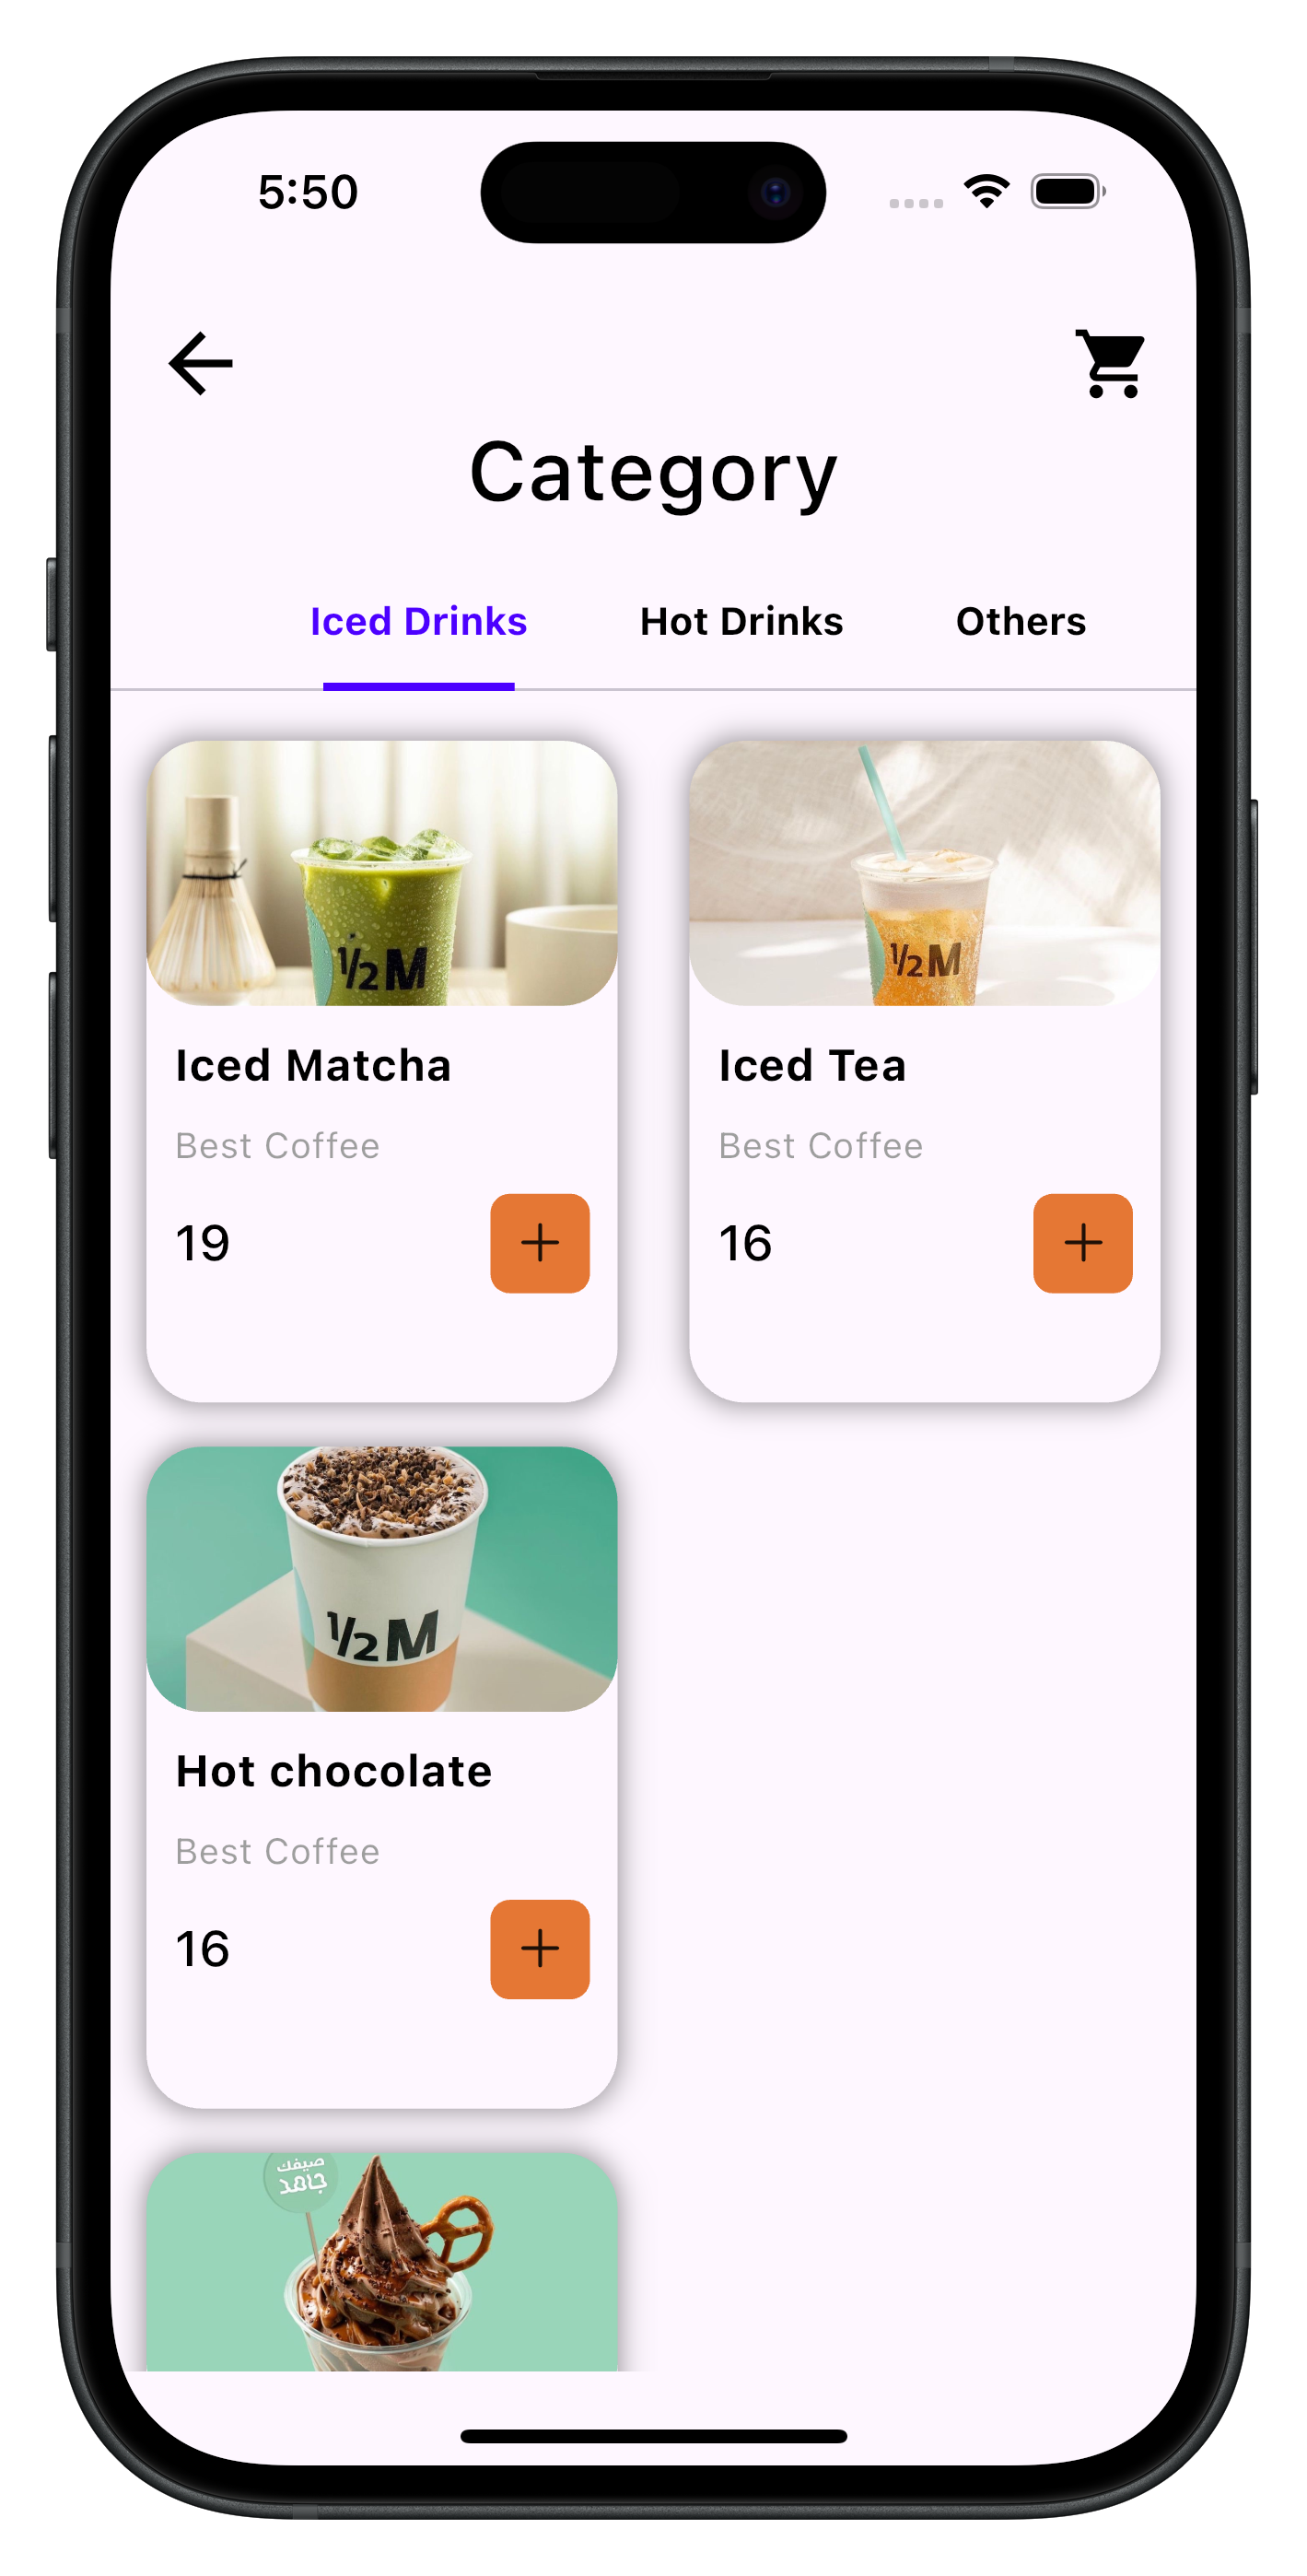 5:50
Category
Iced Drinks Hot Drinks Others
½M
½M
Iced Matcha
Iced Tea
Best Coffee
Best Coffee
19
16
½M
Hot chocolate
Best Coffee
16
صيفك
جامد